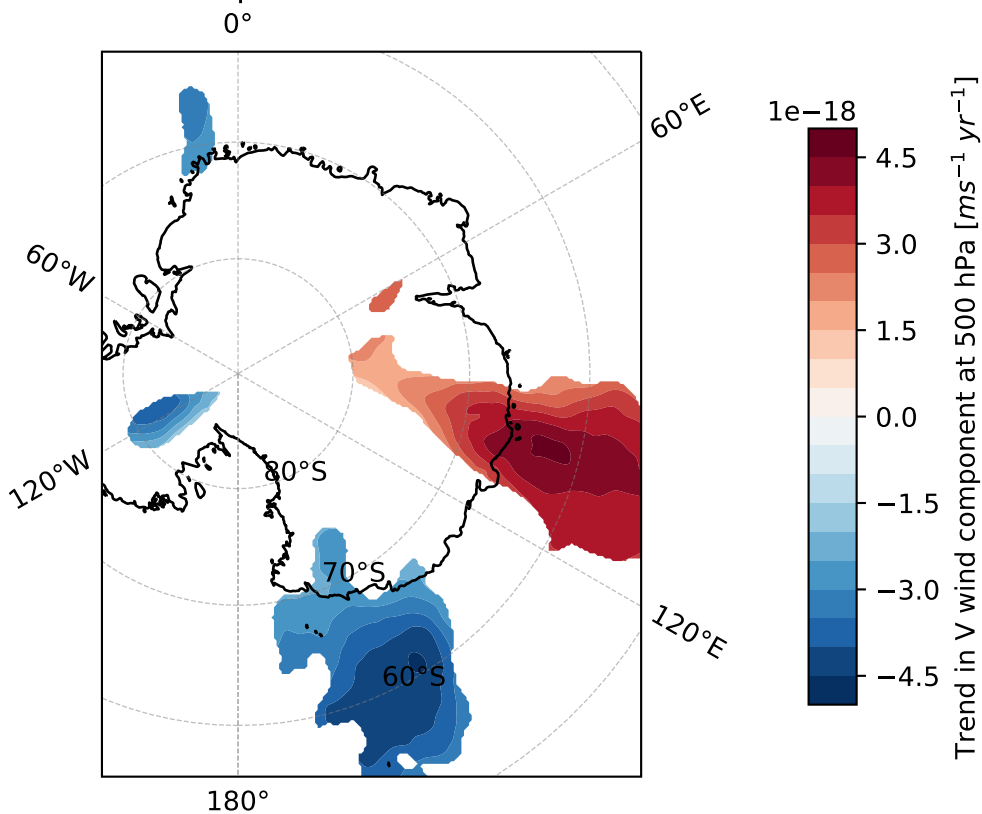 0°
60°E
1e−18
4.5
3.0
1.5
0.0
−1.5
−3.0
−4.5
Trend in V wind component at 500 hPa [ms⁻¹ yr⁻¹]
60°W
120°W
80°S
70°S
60°S
120°E
180°